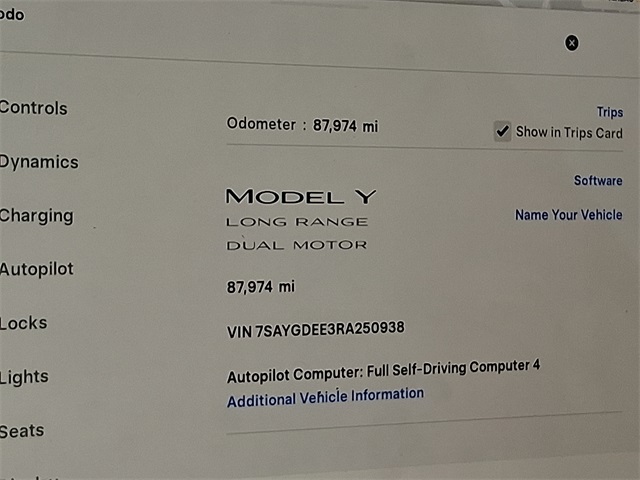 odo
Controls
Odometer : 87,974 mi
Trips
Show in Trips Card
Dynamics
Software
MODEL Y
LONG RANGE
DUAL MOTOR
Name Your Vehicle
Charging
Autopilot
87,974 mi
Locks
VIN 7SAYGDEE3RA250938
Lights
Autopilot Computer: Full Self-Driving Computer 4
Additional Vehicle Information
Seats